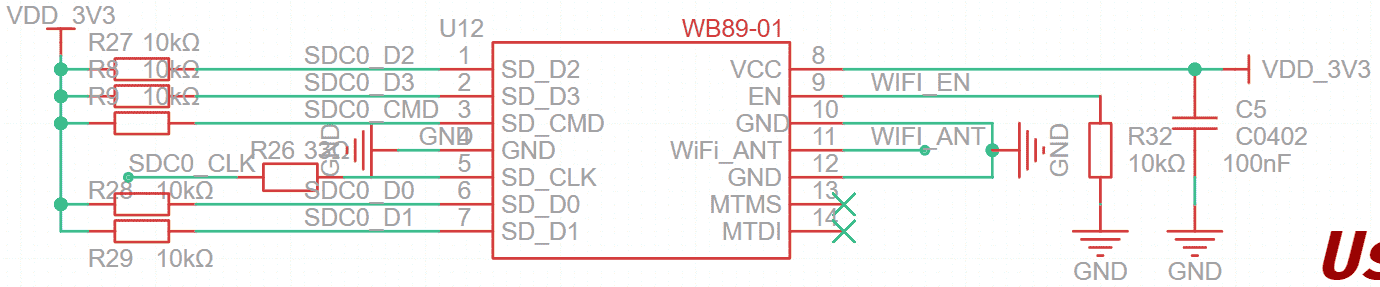 VDD_3V3
R27 10kΩ
R8 10kΩ
R9 10kΩ
SDC0_D2
SDC0_D3
SDC0_CMD
GND
GND
SDC0_CLK
R26 33Ω
SDC0_D0
R28 10kΩ
SDC0_D1
R29 10kΩ
U12
WB89-01
1 SD_D2
2 SD_D3
3 SD_CMD
4 GND
5 SD_CLK
6 SD_D0
7 SD_D1
VCC 8
EN 9
GND 10
WiFi_ANT 11
GND 12
MTMS 13
MTDI 14
WIFI_EN
WIFI_ANT
GND
R32
10kΩ
GND
VDD_3V3
C5
C0402
100nF
GND
Us